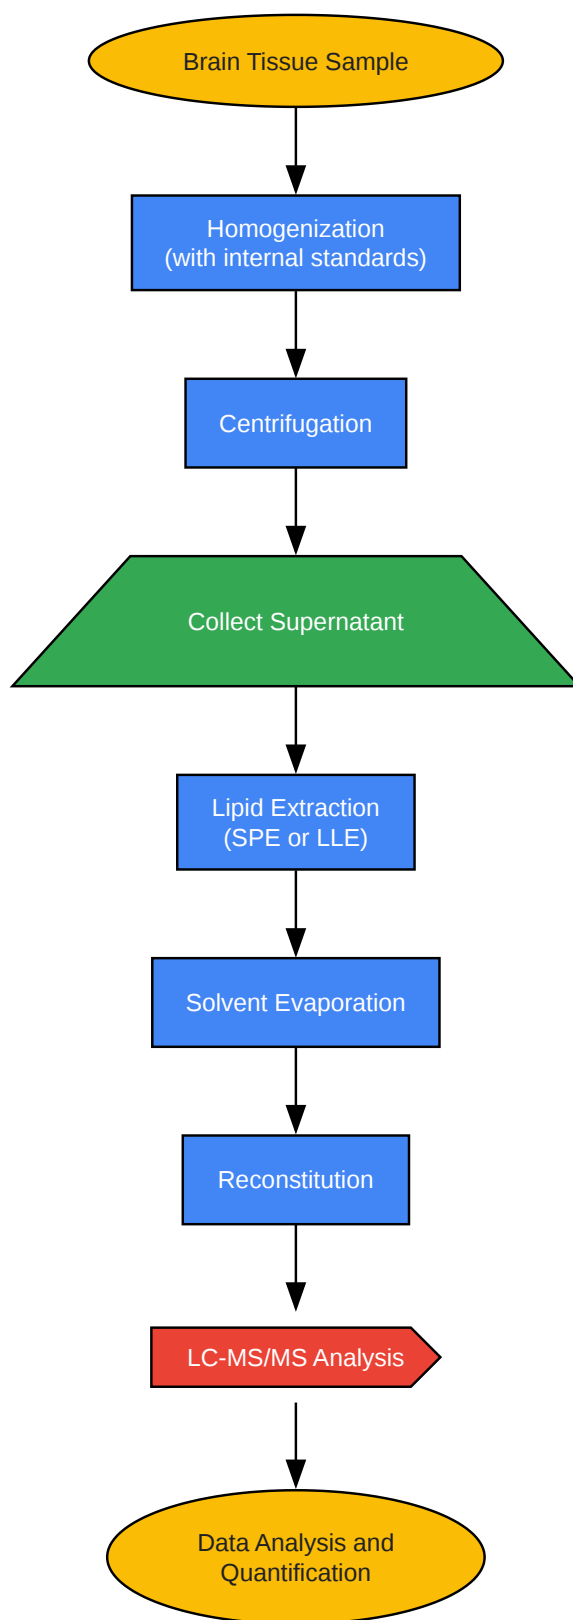 Brain Tissue Sample
Homogenization
(with internal standards)
Centrifugation
Collect Supernatant
Lipid Extraction
(SPE or LLE)
Solvent Evaporation
Reconstitution
LC-MS/MS Analysis
Data Analysis and
Quantification